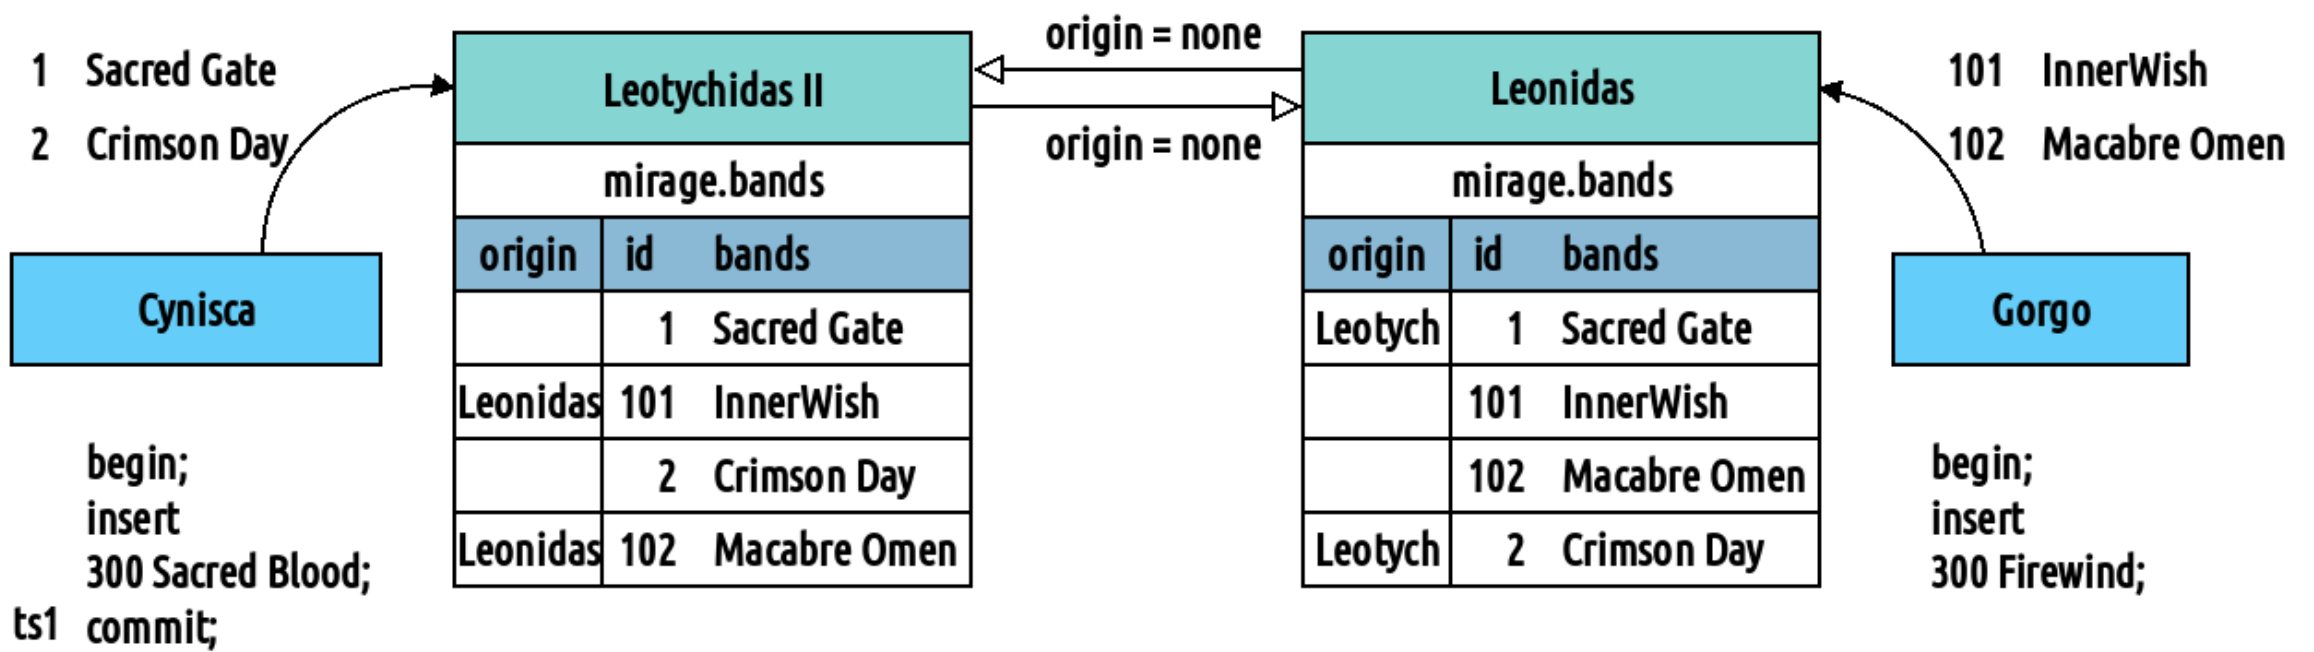 1 Sacred Gate
2 Crimson Day
Cynisca
begin;
insert
300 Sacred Blood;
ts1 commit;
Leotychidas II
mirage.bands
origin id bands
1 Sacred Gate
Leonidas 101 InnerWish
2 Crimson Day
Leonidas 102 Macabre Omen
origin = none
origin = none
Leonidas
mirage.bands
origin id bands
Leotych 1 Sacred Gate
101 InnerWish
102 Macabre Omen
Leotych 2 Crimson Day
101 InnerWish
102 Macabre Omen
Gorgo
begin;
insert
300 Firewind;